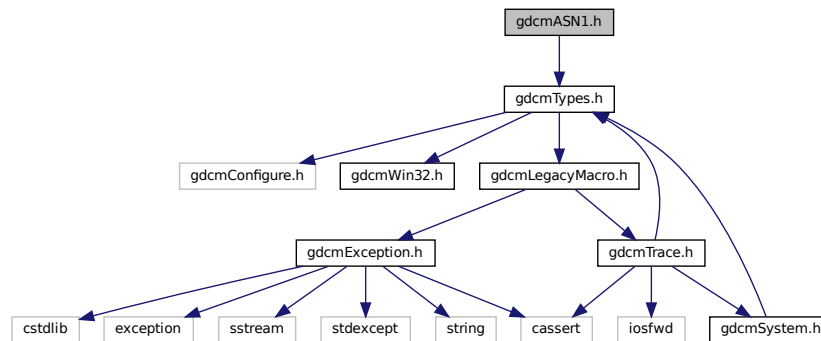 gdcmASN1.h
gdcmTypes.h
gdcmConfigure.h
gdcmWin32.h
gdcmLegacyMacro.h
gdcmException.h
gdcmTrace.h
cstdlib
exception
sstream
stdexcept
string
cassert
iosfwd
gdcmSystem.h